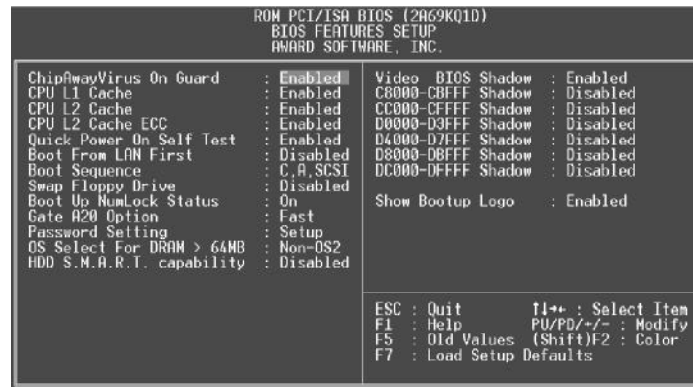 ROM PCI/ISA BIOS (2A69KQ1D)
BIOS FEATURES SETUP
AWARD SOFTWARE, INC.
ChipAwayVirus On Guard : Enabled
CPU L1 Cache : Enabled
CPU L2 Cache : Enabled
CPU L2 Cache ECC : Enabled
Quick Power On Self Test : Enabled
Boot From LAN First : Disabled
Boot Sequence : C,A,SCSI
Swap Floppy Drive : Disabled
Boot Up NumLock Status : On
Gate A20 Option : Fast
Password Setting : Setup
OS Select For DRAM > 64MB : Non-OS2
HDD S.M.A.R.T. capability : Disabled
Video BIOS Shadow : Enabled
C8000-CBFFF Shadow : Disabled
CC000-CFFFF Shadow : Disabled
D0000-D3FFF Shadow : Disabled
D4000-D7FFF Shadow : Disabled
D8000-DBFFF Shadow : Disabled
DC000-DFFFF Shadow : Disabled
Show Bootup Logo : Enabled
ESC : Quit ↑↓→← : Select Item
F1 : Help PU/PD/+/- : Modify
F5 : Old Values (Shift)F2 : Color
F7 : Load Setup Defaults